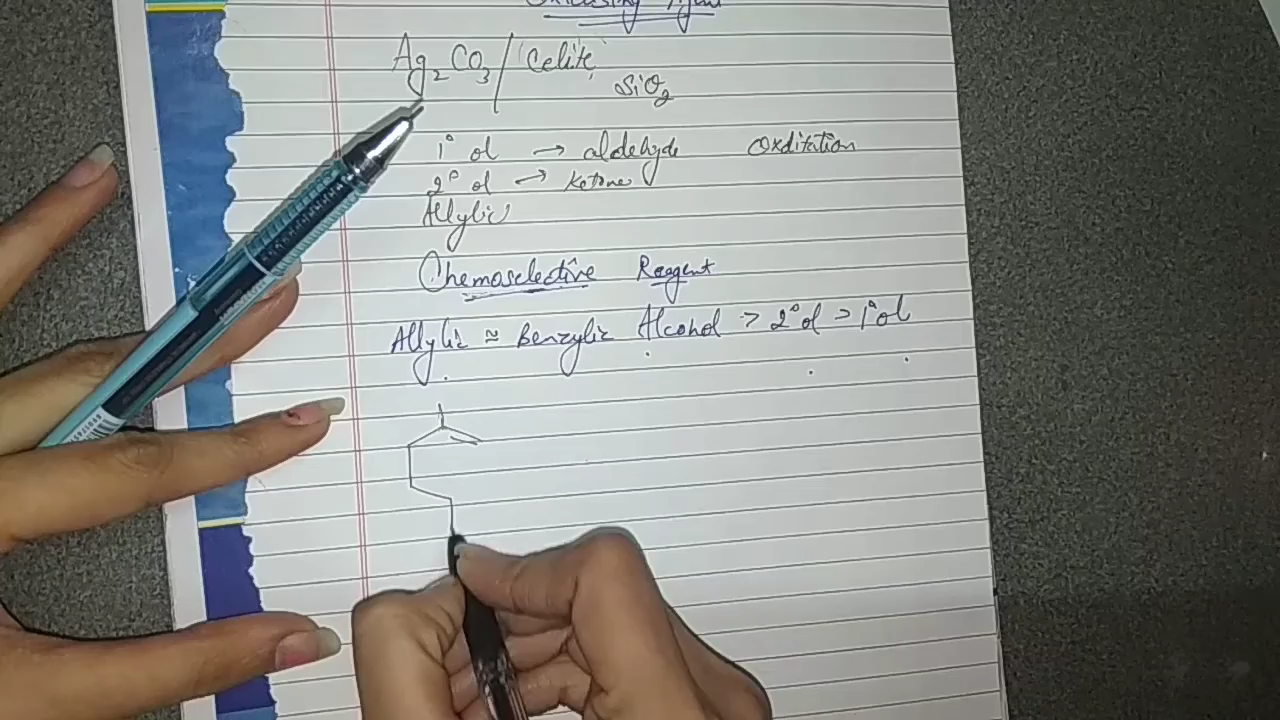 Ag2CO3 / Celite
SiO2
1° ol → aldehyde Oxditation
2° ol → Ketone
Allylic
Chemoselective Reagent
Allylic ≈ Benzylic Alcohol > 2° ol > 1° ol